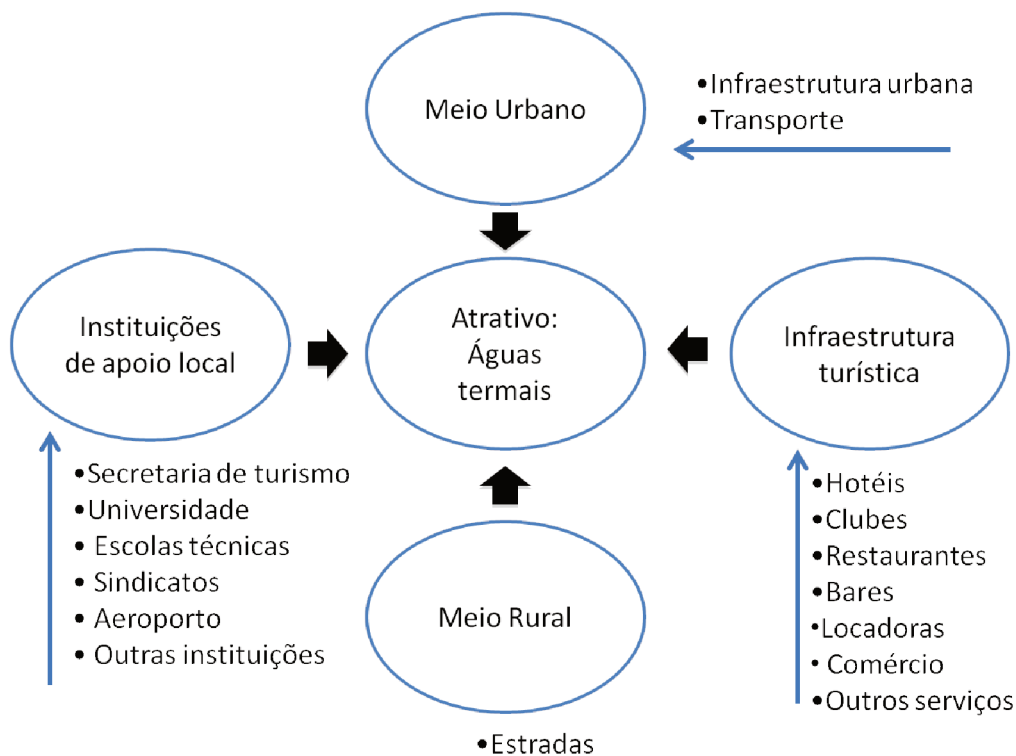 Meio Urbano
•Infraestrutura urbana
•Transporte
Instituições
de apoio local
Atrativo:
Águas
termais
Infraestrutura
turística
•Secretaria de turismo
•Universidade
• Escolas técnicas
• Sindicatos
• Aeroporto
• Outras instituições
Meio Rural
•Estradas
•Hotéis
•Clubes
•Restaurantes
•Bares
•Locadoras
• Comércio
•Outros serviços